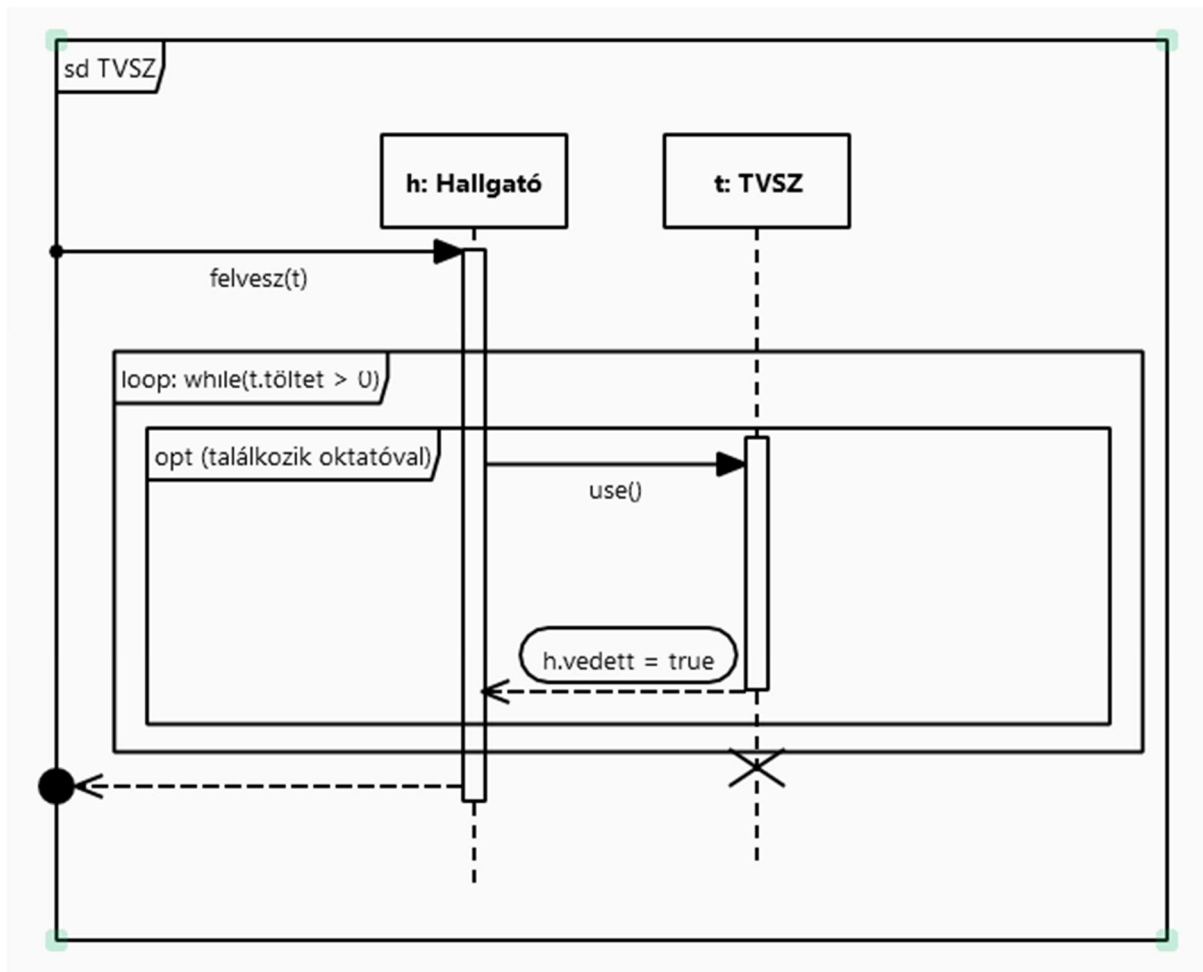 sd TVSZ
h: Hallgató
t: TVSZ
felvesz(t)
loop: while(t.töltet > 0)
opt (találkozik oktatóval)
use()
h.vedett = true